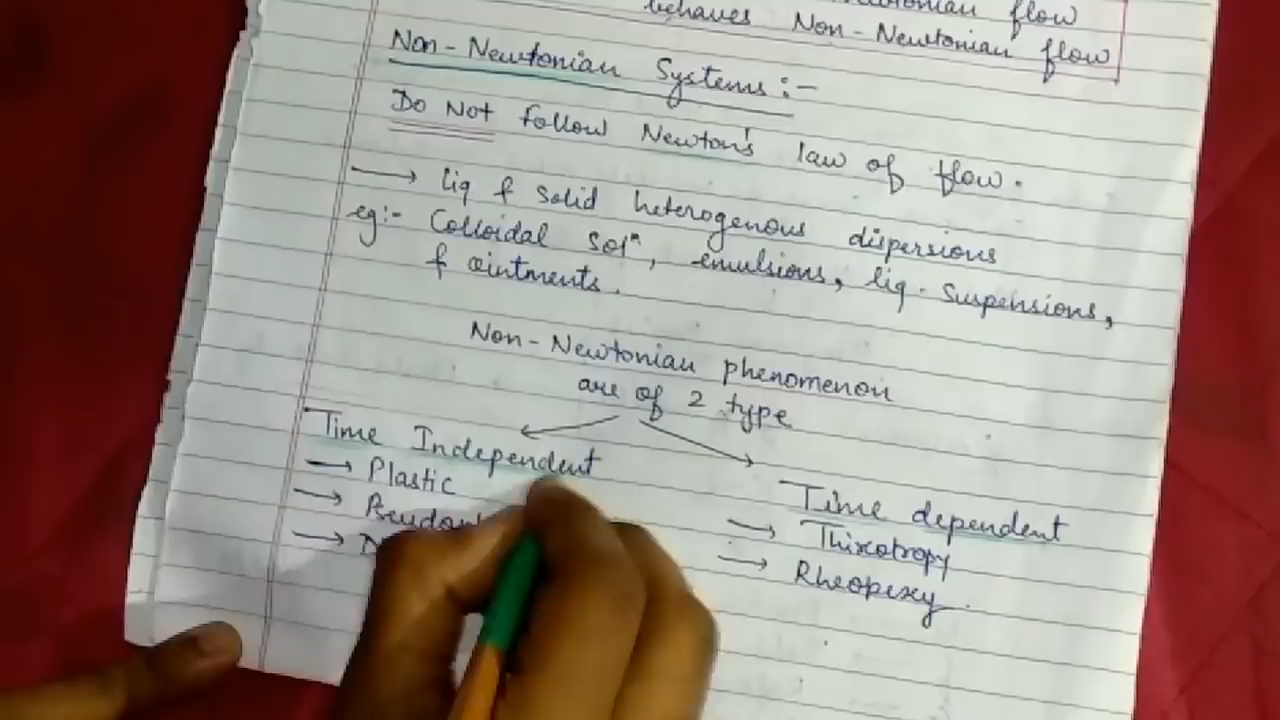 flow
behaves Non-Newtonian flow
Non-Newtonian Systems :-
Do Not follow Newton's law of flow.
→ liq & solid heterogenous dispersions
eg:- Colloidal Solⁿ, emulsions, liq. Suspensions,
& ointments.
Non-Newtonian phenomenon
are of 2 type
Time Independent
→ Plastic
→
→
Time dependent
→ Thixotropy
→ Rheopexy